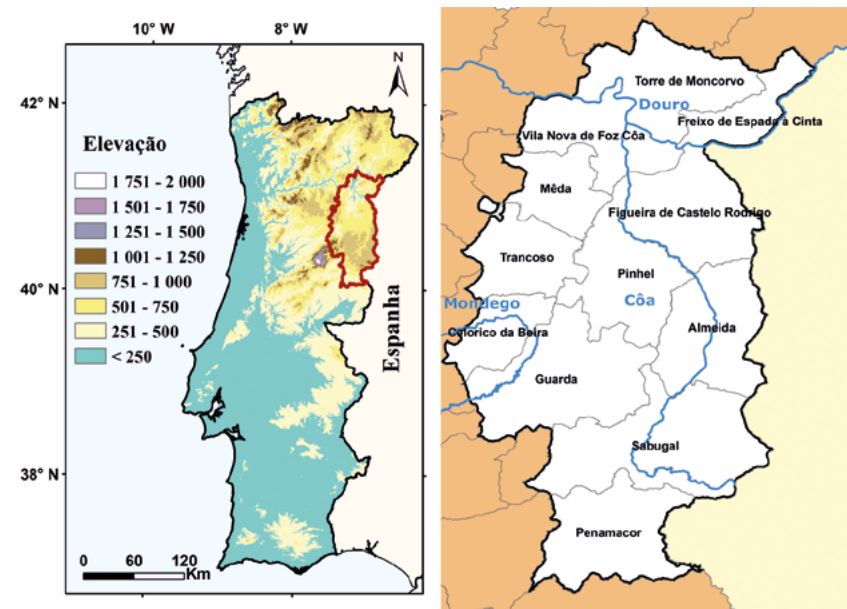 10° W
8° W
N
42° N
Elevação
1 751 - 2 000
1 501 - 1 750
1 251 - 1 500
1 001 - 1 250
751 - 1 000
501 - 750
251 - 500
< 250
40° N
Espanha
38° N
0
60
120
Km
Torre de Moncorvo
Douro
Freixo de Espada à Cinta
Vila Nova de Foz Côa
Mêda
Figueira de Castelo Rodrigo
Trancoso
Pinhel
Mondego
Côa
Celorico da Beira
Almeida
Guarda
Sabugal
Penamacor